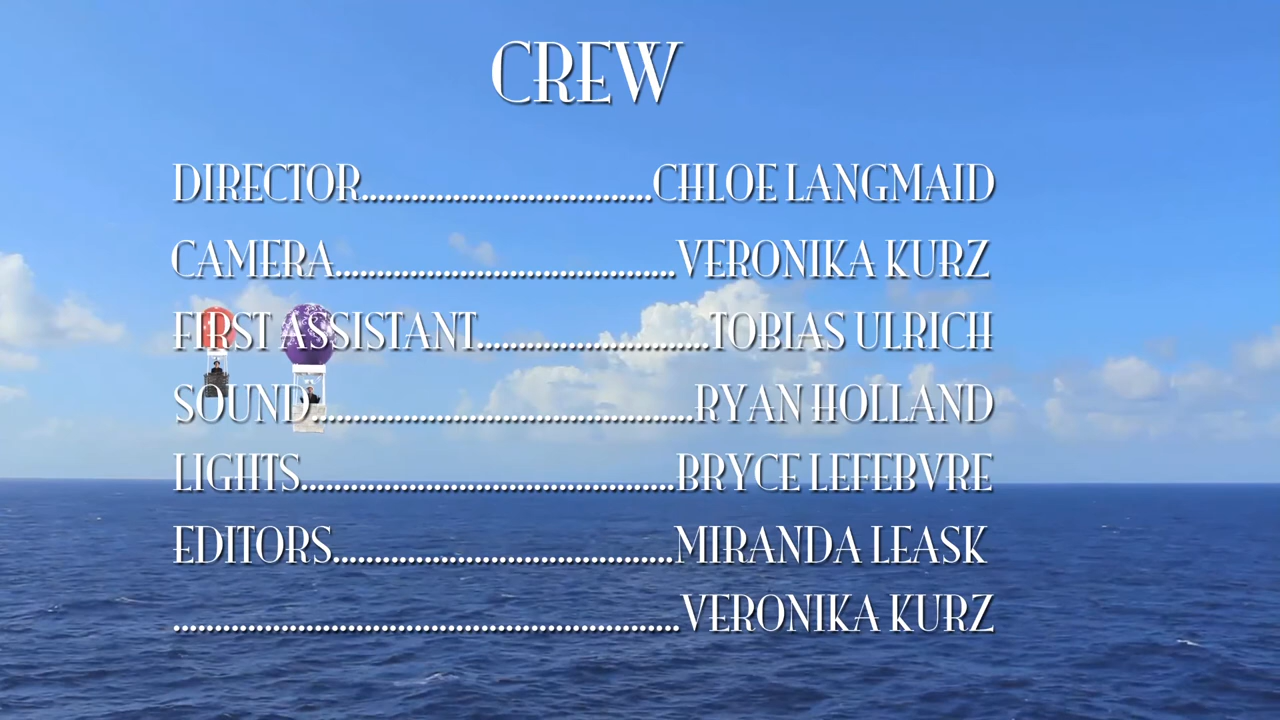 CREW
DIRECTOR....................................CHLOE LANGMAID
CAMERA..........................................VERONIKA KURZ
FIRST ASSISTANT............................TOBIAS ULRICH
SOUND...............................................RYAN HOLLAND
LIGHTS..............................................BRYCE LEFEBVRE
EDITORS..........................................MIRANDA LEASK
..............................................................VERONIKA KURZ